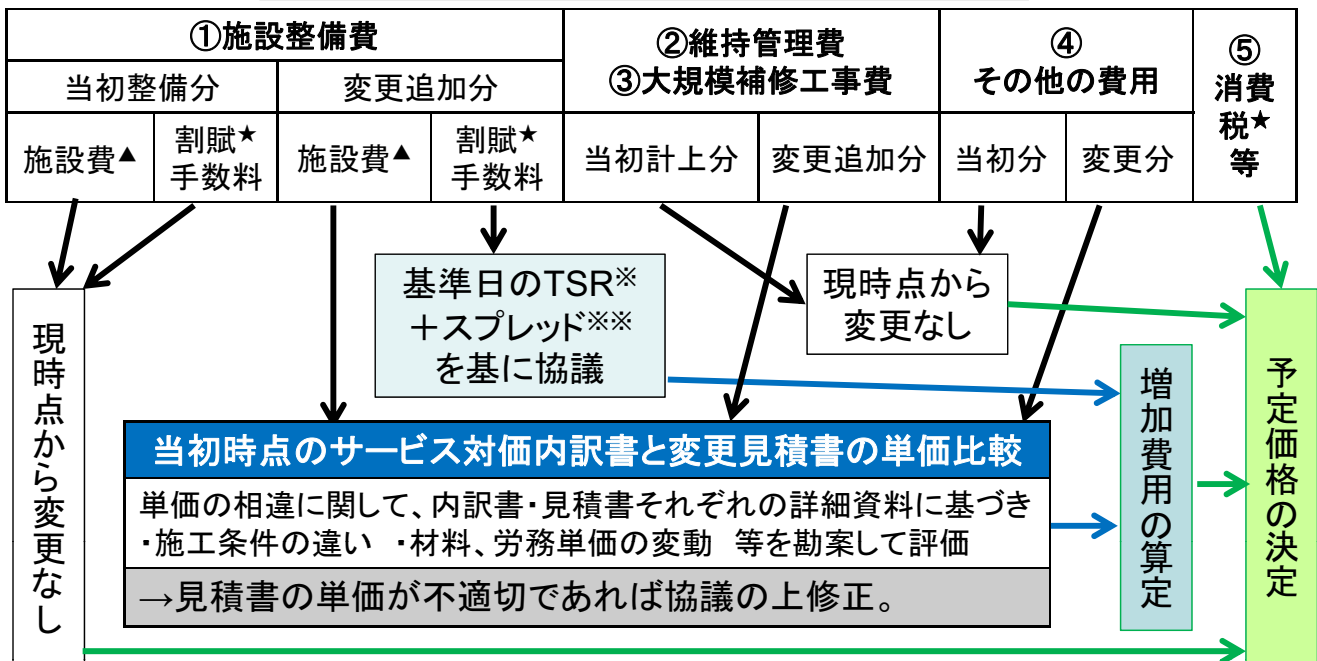 ①施設整備費
②維持管理費
③大規模補修工事費
④
その他の費用
⑤
消費
税★
等
当初整備分
変更追加分
施設費▲
割賦★
手数料
施設費▲
割賦★
手数料
当初計上分
変更追加分
当初分
変更分
基準日のTSR※
＋スプレッド※※
を基に協議
現時点から
変更なし
現時点から変更なし
当初時点のサービス対価内訳書と変更見積書の単価比較
単価の相違に関して、内訳書・見積書それぞれの詳細資料に基づき
・施工条件の違い ・材料、労務単価の変動 等を勘案して評価
→見積書の単価が不適切であれば協議の上修正。
増加費用の算定
予定価格の決定